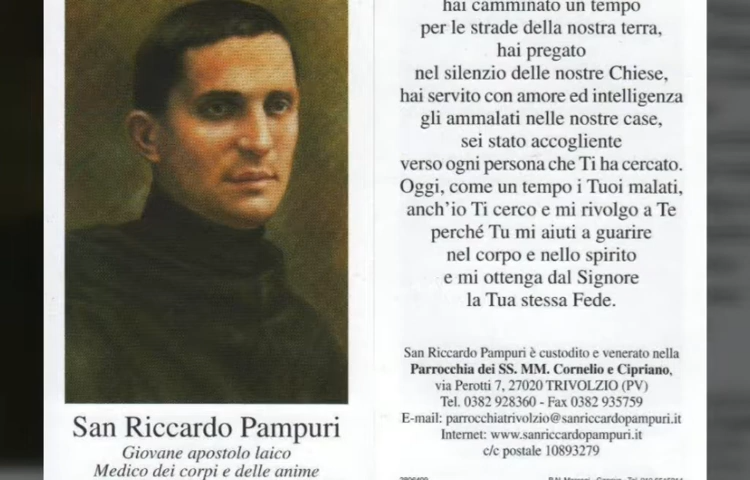 San Riccardo Pampuri
Giovane apostolo laico
Medico dei corpi e delle anime
hai camminato un tempo
per le strade della nostra terra,
hai pregato
nel silenzio delle nostre Chiese,
hai servito con amore ed intelligenza
gli ammalati nelle nostre case,
sei stato accogliente
verso ogni persona che Ti ha cercato.
Oggi, come un tempo i Tuoi malati,
anch'io Ti cerco e mi rivolgo a Te
perché Tu mi aiuti a guarire
nel corpo e nello spirito
e mi ottenga dal Signore
la Tua stessa Fede.
San Riccardo Pampuri è custodito e venerato nella
Parrocchia dei SS. MM. Cornelio e Cipriano,
via Perotti 7, 27020 TRIVOLZIO (PV)
Tel. 0382 928360 - Fax 0382 935759
E-mail: parrocchiatrivolzio@sanriccardopampuri.it
Internet: www.sanriccardopampuri.it
c/c postale 10893279